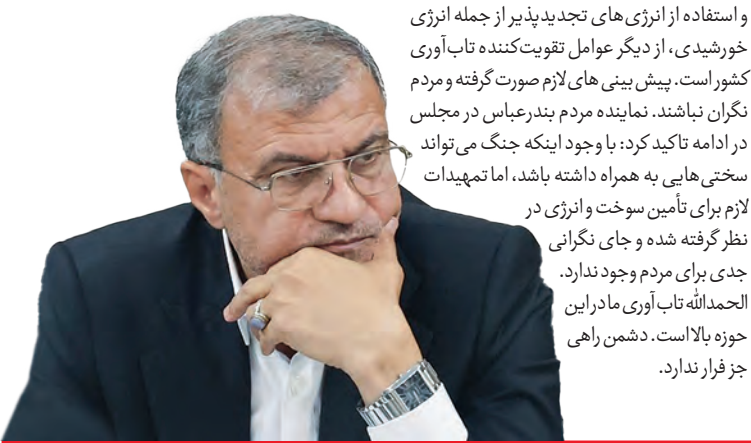 و استفاده از انرژی‌های تجدیدپذیر از جمله انرژی
خورشیدی، از دیگر عوامل تقویت‌کننده تاب‌آوری
کشور است. پیش بینی های لازم صورت گرفته و مردم
نگران نباشند. نماینده مردم بندرعباس در مجلس
در ادامه تاکید کرد: با وجود اینکه جنگ می‌تواند
سختی‌هایی به همراه داشته باشد، اما تمهیدات
لازم برای تأمین سوخت و انرژی در
نظر گرفته شده و جای نگرانی
جدی برای مردم وجود ندارد.
الحمدالله تاب آوری ما در این
حوزه بالا است. دشمن راهی
جز فرار ندارد.